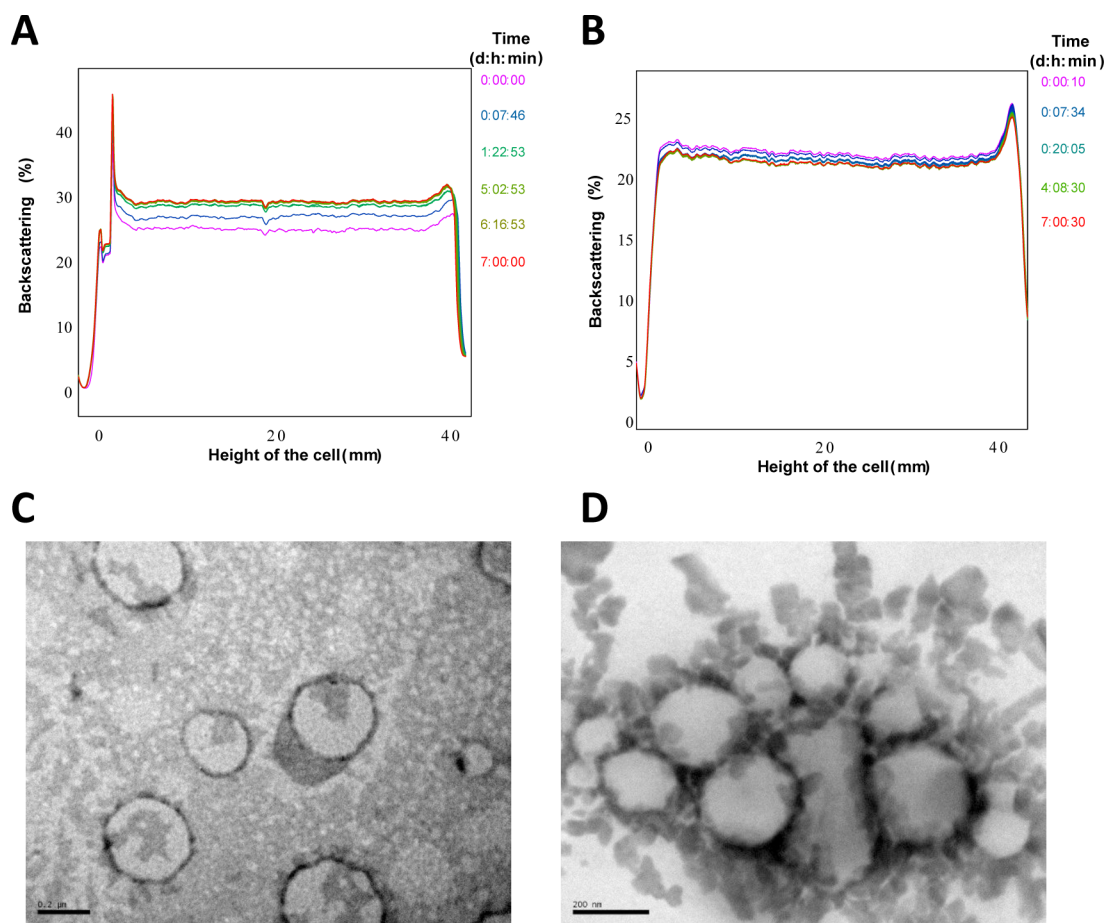 A
Time
(d:h:min)
0:00:00
0:07:46
1:22:53
5:02:53
6:16:53
7:00:00
Backscattering (%)
40
30
20
10
0
0 20 40
Height of the cell(mm)
B
Time
(d:h:min)
0:00:10
0:07:34
0:20:05
4:08:30
7:00:30
Backscattering (%)
25
20
15
10
5
0
0 20 40
Height of the cell(mm)
C
0.2 µm
D
200 nm